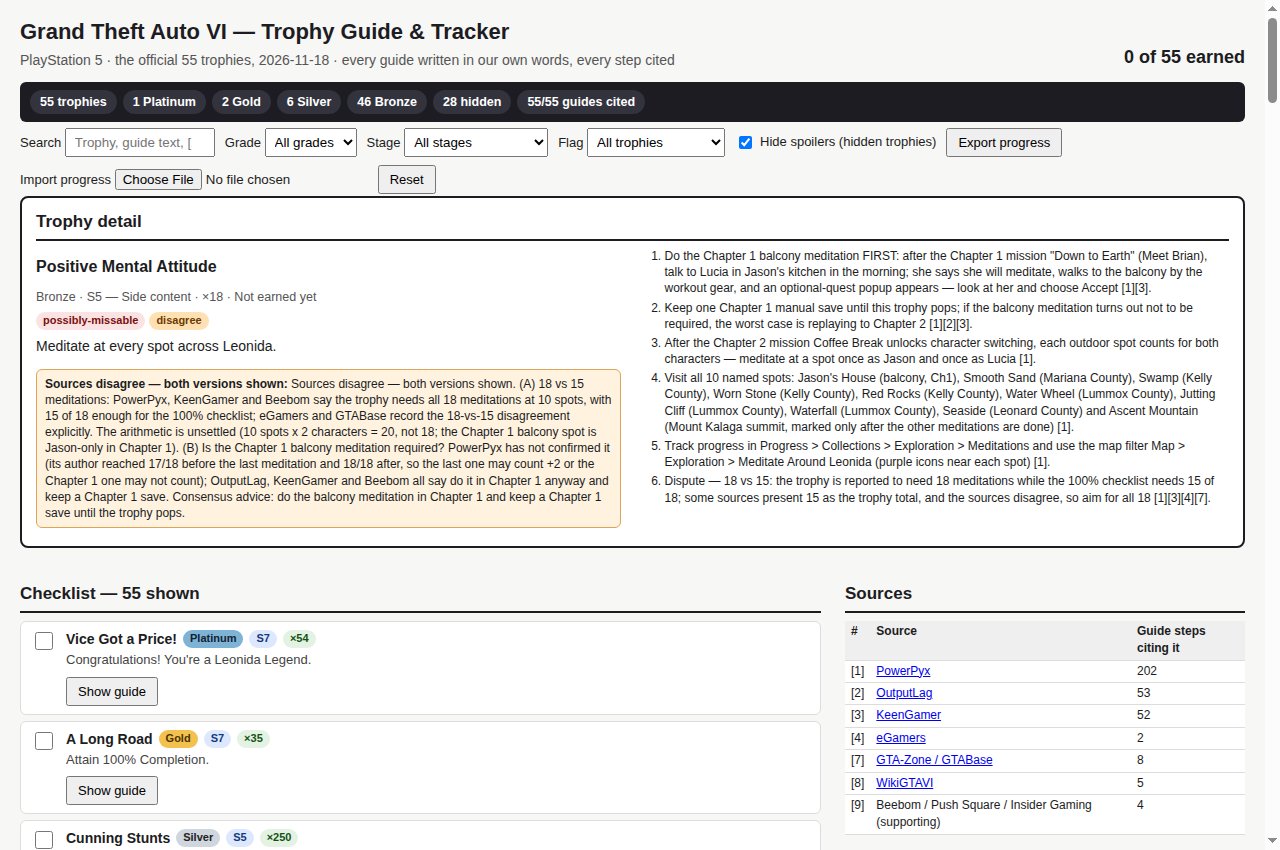 Grand Theft Auto VI — Trophy Guide & Tracker
PlayStation 5 · the official 55 trophies, 2026-11-18 · every guide written in our own words, every step cited
0 of 55 earned
55 trophies 1 Platinum 2 Gold 6 Silver 46 Bronze 28 hidden 55/55 guides cited
Search Trophy, guide text, [ Grade All grades Stage All stages Flag All trophies Hide spoilers (hidden trophies) Export progress
Import progress Choose File No file chosen Reset
Trophy detail
Positive Mental Attitude
Bronze · S5 — Side content · ×18 · Not earned yet
possibly-missable disagree
Meditate at every spot across Leonida.
Sources disagree — both versions shown: Sources disagree — both versions shown. (A) 18 vs 15
meditations: PowerPyx, KeenGamer and Beebom say the trophy needs all 18 meditations at 10 spots, with
15 of 18 enough for the 100% checklist; eGamers and GTABase record the 18-vs-15 disagreement
explicitly. The arithmetic is unsettled (10 spots x 2 characters = 20, not 18; the Chapter 1 balcony spot is
Jason-only in Chapter 1). (B) Is the Chapter 1 balcony meditation required? PowerPyx has not confirmed it
(its author reached 17/18 before the last meditation and 18/18 after, so the last one may count +2 or the
Chapter 1 one may not count); OutputLag, KeenGamer and Beebom all say do it in Chapter 1 anyway and
keep a Chapter 1 save. Consensus advice: do the balcony meditation in Chapter 1 and keep a Chapter 1
save until the trophy pops.
1. Do the Chapter 1 balcony meditation FIRST: after the Chapter 1 mission "Down to Earth" (Meet Brian),
talk to Lucia in Jason's kitchen in the morning; she says she will meditate, walks to the balcony by the
workout gear, and an optional-quest popup appears — look at her and choose Accept [1][3].
2. Keep one Chapter 1 manual save until this trophy pops; if the balcony meditation turns out not to be
required, the worst case is replaying to Chapter 2 [1][2][3].
3. After the Chapter 2 mission Coffee Break unlocks character switching, each outdoor spot counts for both
characters — meditate at a spot once as Jason and once as Lucia [1].
4. Visit all 10 named spots: Jason's House (balcony, Ch1), Smooth Sand (Mariana County), Swamp (Kelly
County), Worn Stone (Kelly County), Red Rocks (Kelly County), Water Wheel (Lummox County), Jutting
Cliff (Lummox County), Waterfall (Lummox County), Seaside (Leonard County) and Ascent Mountain
(Mount Kalaga summit, marked only after the other meditations are done) [1].
5. Track progress in Progress > Collections > Exploration > Meditations and use the map filter Map >
Exploration > Meditate Around Leonida (purple icons near each spot) [1].
6. Dispute — 18 vs 15: the trophy is reported to need 18 meditations while the 100% checklist needs 15 of
18; some sources present 15 as the trophy total, and the sources disagree, so aim for all 18 [1][3][4][7].
Checklist — 55 shown
Vice Got a Price! Platinum S7 ×54
Congratulations! You're a Leonida Legend.
Show guide
A Long Road Gold S7 ×35
Attain 100% Completion.
Show guide
Cunning Stunts Silver S5 ×250
Sources
# Source Guide steps
citing it
[1] PowerPyx 202
[2] OutputLag 53
[3] KeenGamer 52
[4] eGamers 2
[7] GTA-Zone / GTABase 8
[8] WikiGTAVI 5
[9] Beebom / Push Square / Insider Gaming 4
(supporting)